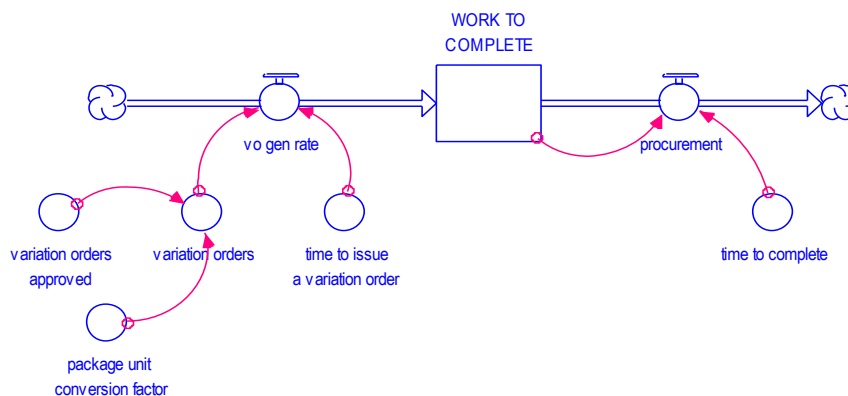 WORK TO
COMPLETE
vo gen rate
procurement
variation orders
approved
variation orders
time to issue
a variation order
time to complete
package unit
conversion factor